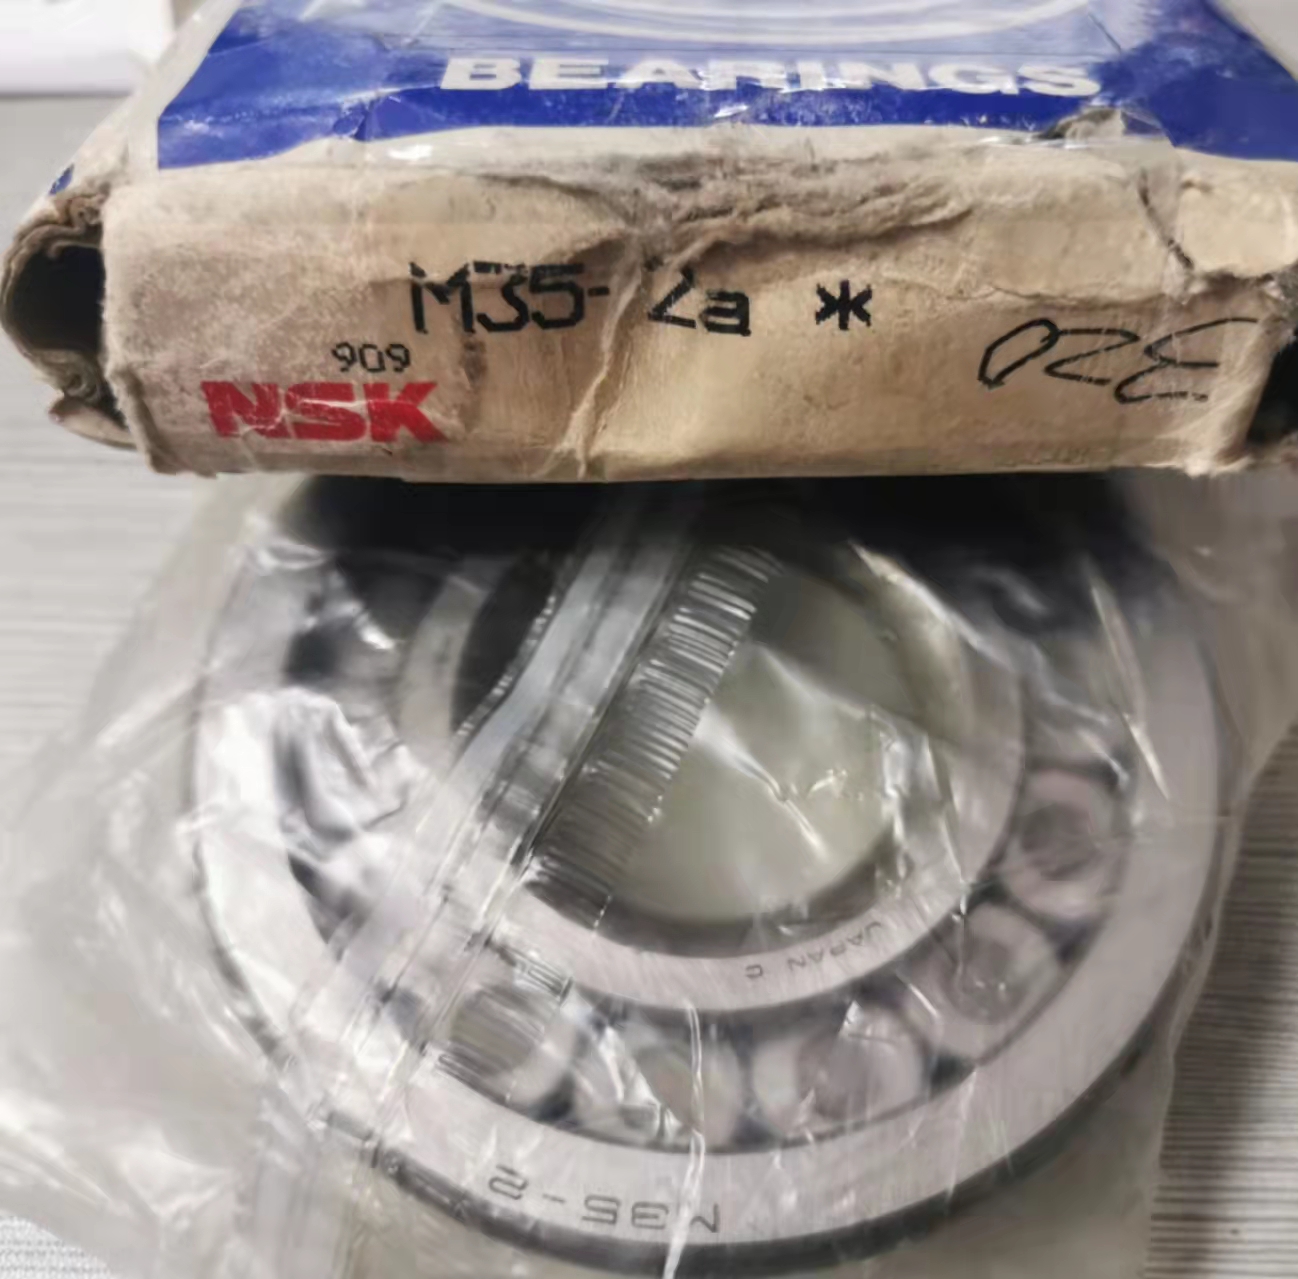 BEARINGS
M35-2a *
909
NSK
320
JAPAN C
M35-2